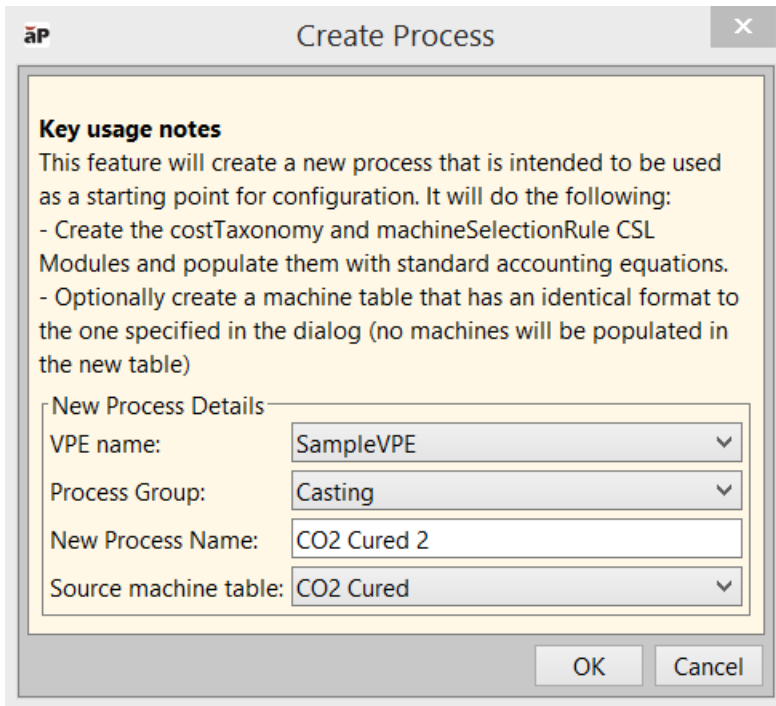 āP
Create Process
x
Key usage notes
This feature will create a new process that is intended to be used
as a starting point for configuration. It will do the following:
- Create the costTaxonomy and machineSelectionRule CSL
Modules and populate them with standard accounting equations.
- Optionally create a machine table that has an identical format to
the one specified in the dialog (no machines will be populated in
the new table)
New Process Details
VPE name: SampleVPE
Process Group: Casting
New Process Name: CO2 Cured 2
Source machine table: CO2 Cured
OK Cancel